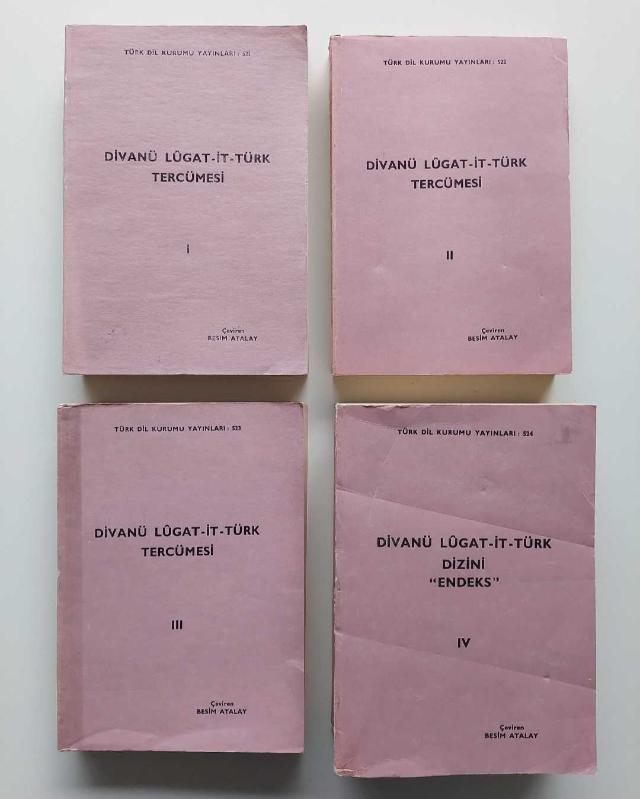 TÜRK DİL KURUMU YAYINLARI : 521
DİVANÜ LÛGAT-İT-TÜRK
TERCÜMESİ
I
Çeviren
BESİM ATALAY
TÜRK DİL KURUMU YAYINLARI : 522
DİVANÜ LÛGAT-İT-TÜRK
TERCÜMESİ
II
Çeviren
BESİM ATALAY
TÜRK DİL KURUMU YAYINLARI : 523
DİVANÜ LÛGAT-İT-TÜRK
TERCÜMESİ
III
Çeviren
BESİM ATALAY
TÜRK DİL KURUMU YAYINLARI : 524
DİVANÜ LÛGAT-İT-TÜRK
DİZİNİ
“ENDEKS”
IV
Çeviren
BESİM ATALAY